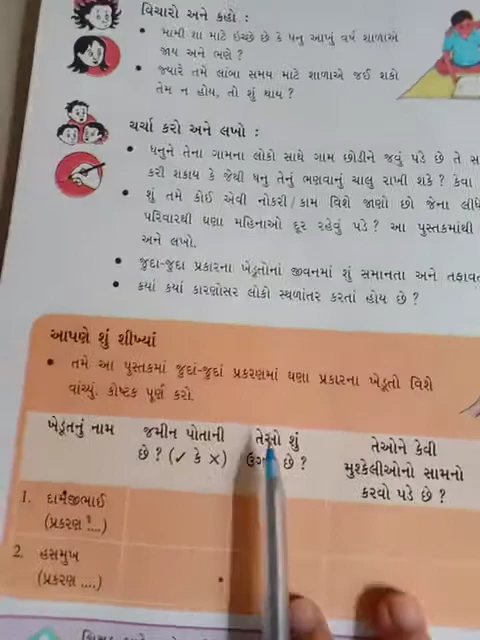 વિચારો અને કહો :
• મામી શા માટે ઇચ્છે છે કે ધનુ આખું વર્ષ શાળાએ
જાય અને ભણે ?
• જ્યારે તમે લાંબા સમય માટે શાળાએ જઈ શકો
તેમ ન હોય, તો શું થાય ?
ચર્ચા કરો અને લખો :
• ધનુને તેના ગામના લોકો સાથે ગામ છોડીને જવું પડે છે તે
કરી શકાય કે જેથી ધનુ તેનું ભણવાનું ચાલુ રાખી શકે ? કેવા
• શું તમે કોઈ એવી નોકરી / કામ વિશે જાણો છો જેના લીધે
પરિવારથી ઘણા મહિનાઓ દૂર રહેવું પડે ? આ પુસ્તકમાંથી
અને લખો.
• જુદા-જુદા પ્રકારના ખેડૂતોનાં જીવનમાં શું સમાનતા અને
• કયાં કયાં કારણોસર લોકો સ્થળાંતર કરતાં હોય છે ?
આપણે શું શીખ્યાં
• તમે આ પુસ્તકમાં જુદાં-જુદાં પ્રકરણમાં ઘણા પ્રકારના ખેડૂતો વિશે
વાંચ્યું. કોષ્ટક પૂર્ણ કરો.
ખેડૂતનું નામ જમીન પોતાની તેઓ શું તેઓને કેવી
છે ? (✓ કે ✗) છે ? મુશ્કેલીઓનો સામનો
કરવો પડે છે ?
1. દામજીભાઈ
(પ્રકરણ ....)
2. હસમુખ
(પ્રકરણ ....)